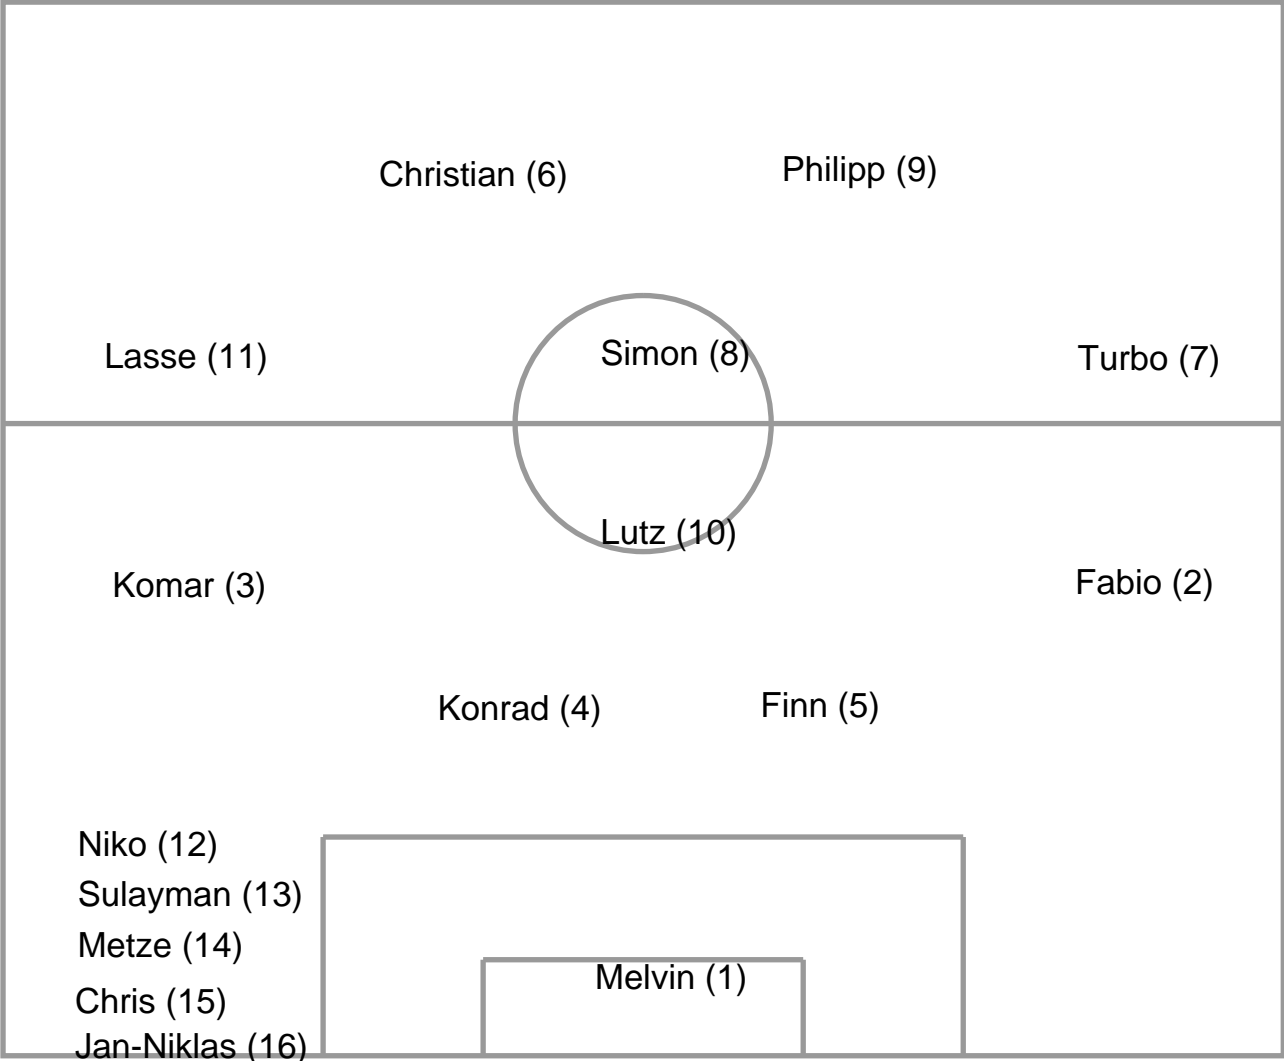 Christian (6)
Philipp (9)
Lasse (11)
Simon (8)
Turbo (7)
Lutz (10)
Komar (3)
Fabio (2)
Konrad (4)
Finn (5)
Niko (12)
Sulayman (13)
Metze (14)
Melvin (1)
Chris (15)
Jan-Niklas (16)